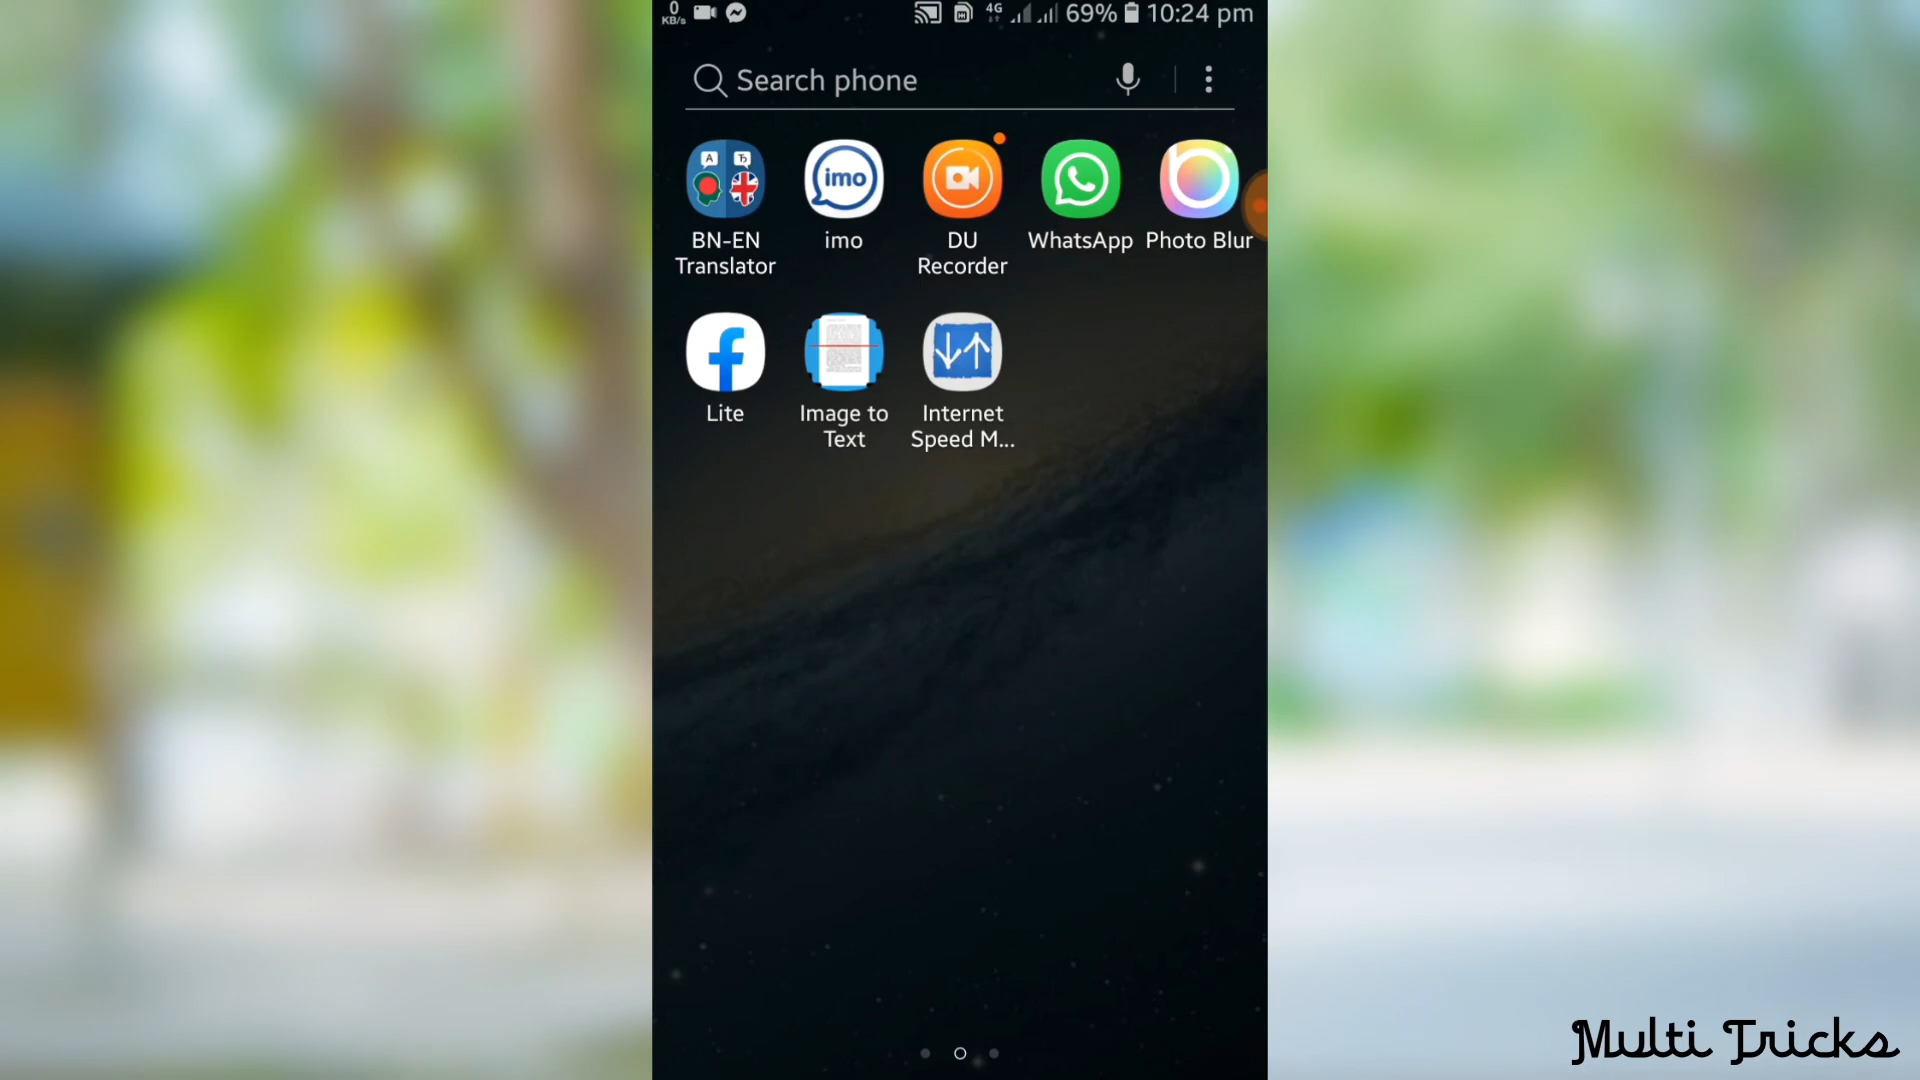 0
KB/s
4G
69%
10:24 pm
Search phone
A
imo
BN-EN
Translator
imo
DU
Recorder
WhatsApp
Photo Blur
Lite
Image to
Text
Internet
Speed M...
Multi Tricks